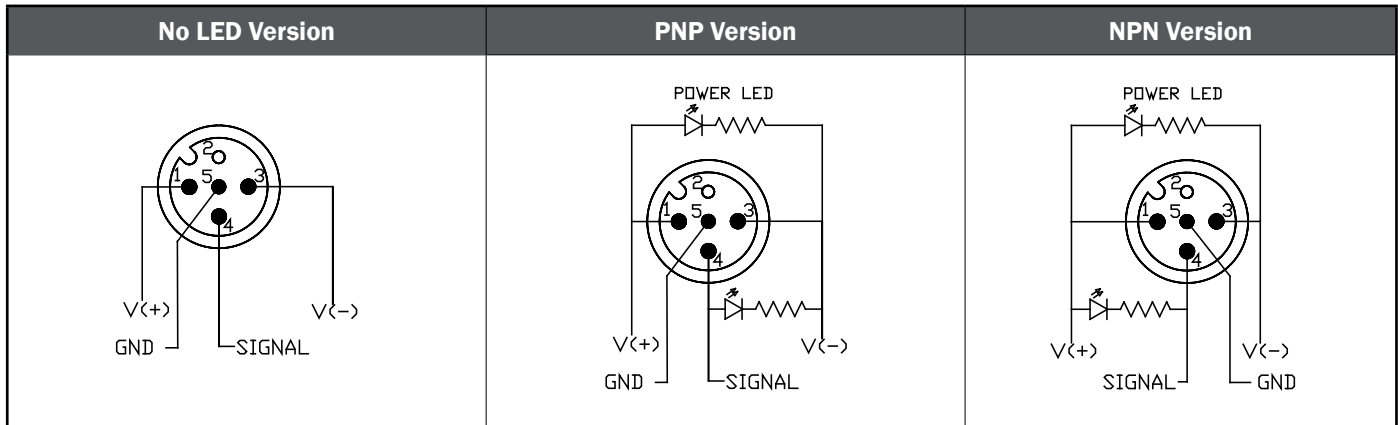 No LED Version
PNP Version
NPN Version
2
1 5 3
4
V(+)
V(-)
GND
SIGNAL
POWER LED
2
1 5 3
4
V(+)
V(-)
GND
SIGNAL
POWER LED
2
1 5 3
4
V(+)
V(-)
SIGNAL
GND